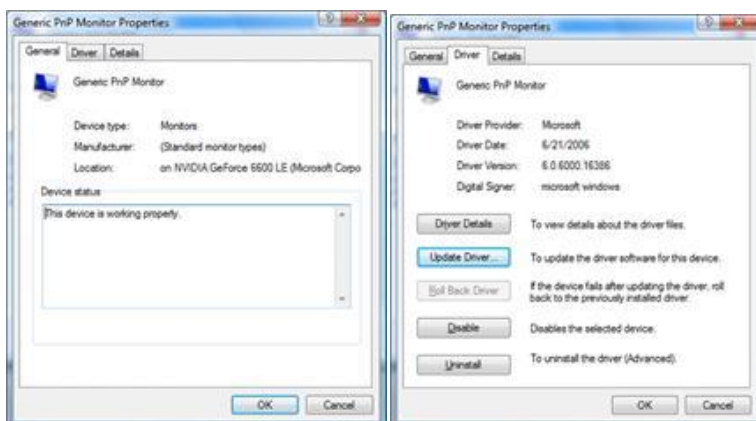 Generic PnP Monitor Properties
General Driver Details
Generic PnP Monitor
Device type: Monitors
Manufacturer: (Standard monitor types)
Location: on NVIDIA GeForce 6600 LE (Microsoft Corpo
Device status
This device is working properly.
OK Cancel
Generic PnP Monitor Properties
General Driver Details
Generic PnP Monitor
Driver Provider: Microsoft
Driver Date: 6/21/2006
Driver Version: 6.0.6000.16386
Digital Signer: microsoft windows
Driver Details To view details about the driver files.
Update Driver... To update the driver software for this device.
Roll Back Driver If the device fails after updating the driver, roll
back to the previously installed driver.
Disable Disables the selected device.
Uninstall To uninstall the driver (Advanced).
OK Cancel